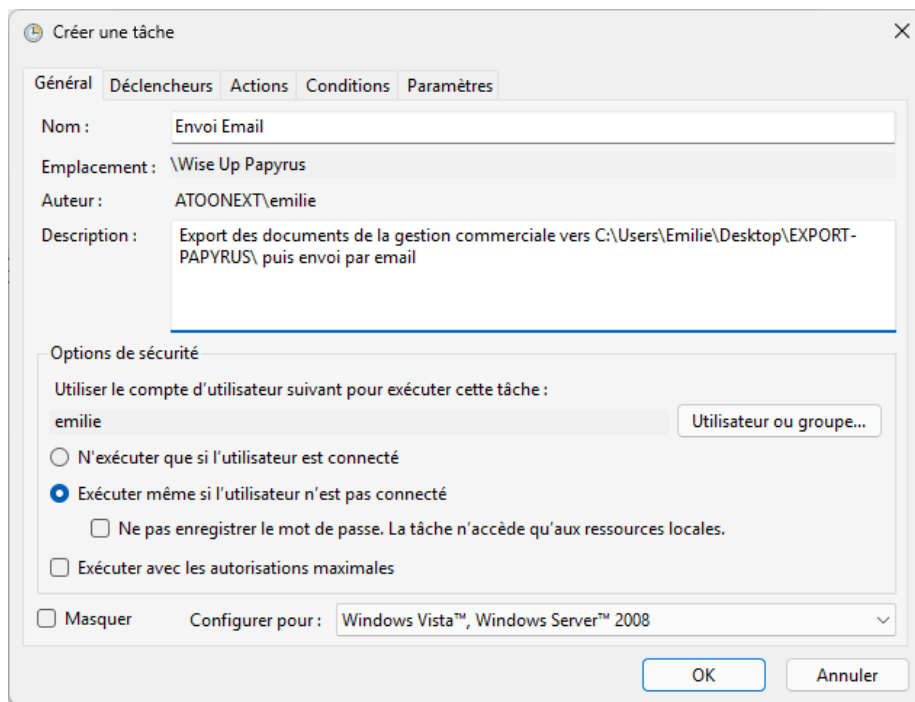 Créer une tâche
Général Déclencheurs Actions Conditions Paramètres
Nom : Envoi Email
Emplacement : \Wise Up Papyrus
Auteur : ATOONEXT\emilie
Description : Export des documents de la gestion commerciale vers C:\Users\Emilie\Desktop\EXPORT-
PAPYRUS\ puis envoi par email
Options de sécurité
Utiliser le compte d'utilisateur suivant pour exécuter cette tâche :
emilie Utilisateur ou groupe...
N'exécuter que si l'utilisateur est connecté
Exécuter même si l'utilisateur n'est pas connecté
Ne pas enregistrer le mot de passe. La tâche n'accède qu'aux ressources locales.
Exécuter avec les autorisations maximales
Masquer Configurer pour : Windows Vista™, Windows Server™ 2008
OK Annuler